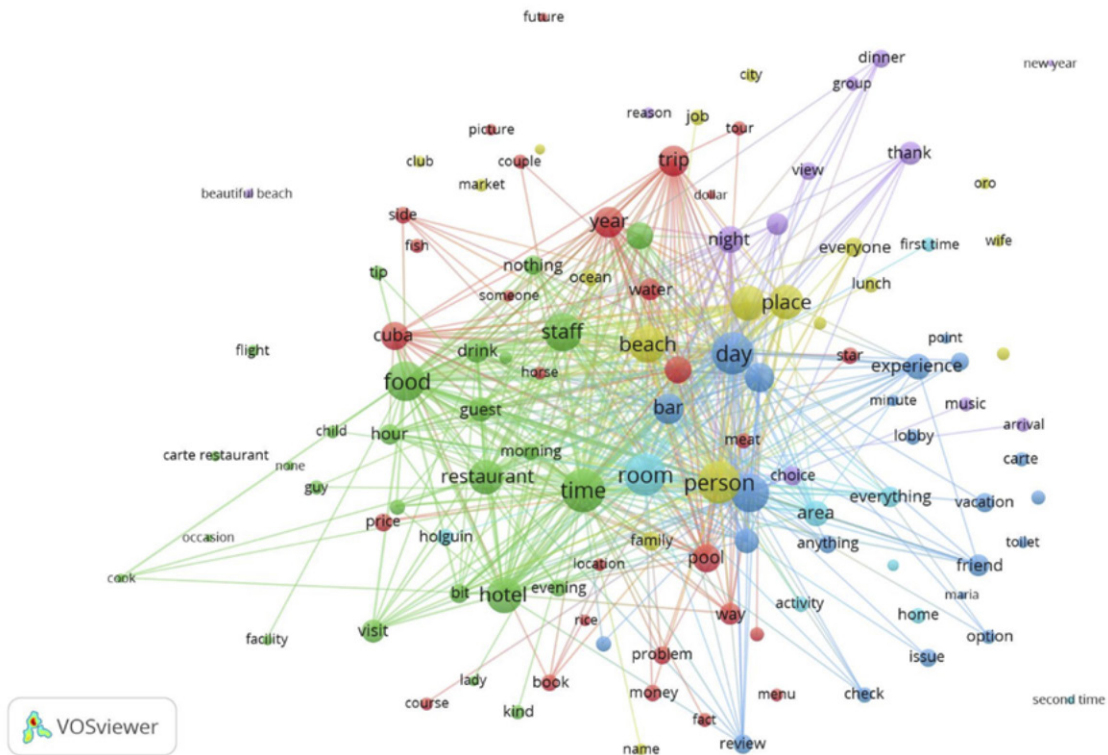 future
dinner
new year
city
group
reason
job
tour
picture
club
couple
trip
thank
market
view
oro
beautiful beach
dollar
side
year
night
everyone
first time
wife
fish
nothing
ocean
tip
water
lunch
someone
place
cuba
staff
beach
day
point
flight
drink
star
experience
horse
food
minute
music
guest
bar
child
hour
meat
lobby
arrival
carte restaurant
morning
carte
none
restaurant
room
person
choice
guy
time
everything
vacation
price
area
occasion
holguin
family
anything
toilet
cook
location
pool
friend
bit
hotel
evening
activity
maria
rice
way
home
facility
visit
option
problem
issue
lady
book
course
money
menu
check
kind
fact
second time
name
review
VOSviewer